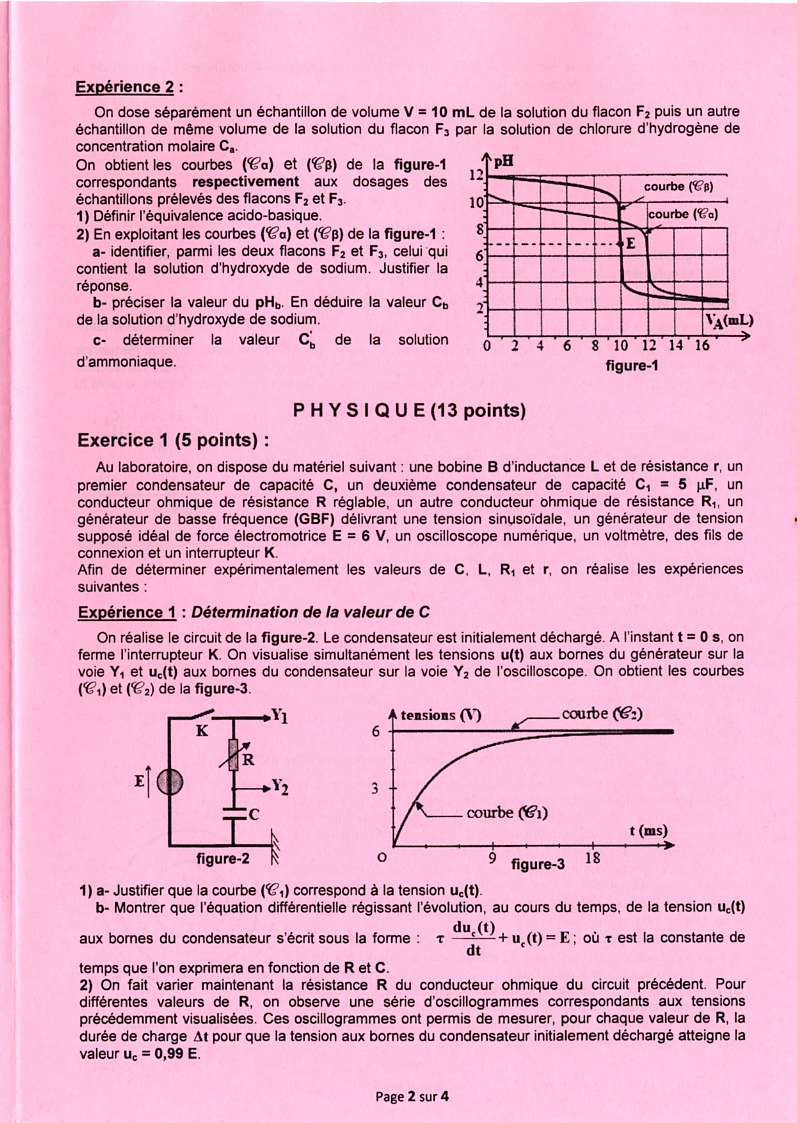 Expérience 2 :
On dose séparément un échantillon de volume V = 10 mL de la solution du flacon F₂ puis un autre
échantillon de même volume de la solution du flacon F₃ par la solution de chlorure d'hydrogène de
concentration molaire Cₐ.
On obtient les courbes (𝒞α) et (𝒞β) de la figure-1
correspondants respectivement aux dosages des
échantillons prélevés des flacons F₂ et F₃.
1) Définir l'équivalence acido-basique.
2) En exploitant les courbes (𝒞α) et (𝒞β) de la figure-1 :
a- identifier, parmi les deux flacons F₂ et F₃, celui qui
contient la solution d'hydroxyde de sodium. Justifier la
réponse.
b- préciser la valeur du pH_b. En déduire la valeur C_b
de la solution d'hydroxyde de sodium.
c- déterminer la valeur C'_b de la solution
d'ammoniaque.
pH
12
10
8
6
4
2
courbe (𝒞β)
courbe (𝒞α)
E
V_A(mL)
0 2 4 6 8 10 12 14 16
figure-1
P H Y S I Q U E (13 points)
Exercice 1 (5 points) :
Au laboratoire, on dispose du matériel suivant : une bobine B d'inductance L et de résistance r, un
premier condensateur de capacité C, un deuxième condensateur de capacité C₁ = 5 µF, un
conducteur ohmique de résistance R réglable, un autre conducteur ohmique de résistance R₁, un
générateur de basse fréquence (GBF) délivrant une tension sinusoïdale, un générateur de tension
supposé idéal de force électromotrice E = 6 V, un oscilloscope numérique, un voltmètre, des fils de
connexion et un interrupteur K.
Afin de déterminer expérimentalement les valeurs de C, L, R₁ et r, on réalise les expériences
suivantes :
Expérience 1 : Détermination de la valeur de C
On réalise le circuit de la figure-2. Le condensateur est initialement déchargé. A l'instant t = 0 s, on
ferme l'interrupteur K. On visualise simultanément les tensions u(t) aux bornes du générateur sur la
voie Y₁ et u_c(t) aux bornes du condensateur sur la voie Y₂ de l'oscilloscope. On obtient les courbes
(𝒞₁) et (𝒞₂) de la figure-3.
K
Y1
R
E
Y2
C
figure-2
tensions (V)
courbe (𝒞2)
6
3
courbe (𝒞1)
t (ms)
O 9 18
figure-3
1) a- Justifier que la courbe (𝒞₁) correspond à la tension u_c(t).
b- Montrer que l'équation différentielle régissant l'évolution, au cours du temps, de la tension u_c(t)
aux bornes du condensateur s'écrit sous la forme : τ du_c(t)/dt + u_c(t) = E ; où τ est la constante de
temps que l'on exprimera en fonction de R et C.
2) On fait varier maintenant la résistance R du conducteur ohmique du circuit précédent. Pour
différentes valeurs de R, on observe une série d'oscillogrammes correspondants aux tensions
précédemment visualisées. Ces oscillogrammes ont permis de mesurer, pour chaque valeur de R, la
durée de charge Δt pour que la tension aux bornes du condensateur initialement déchargé atteigne la
valeur u_c = 0,99 E.
Page 2 sur 4